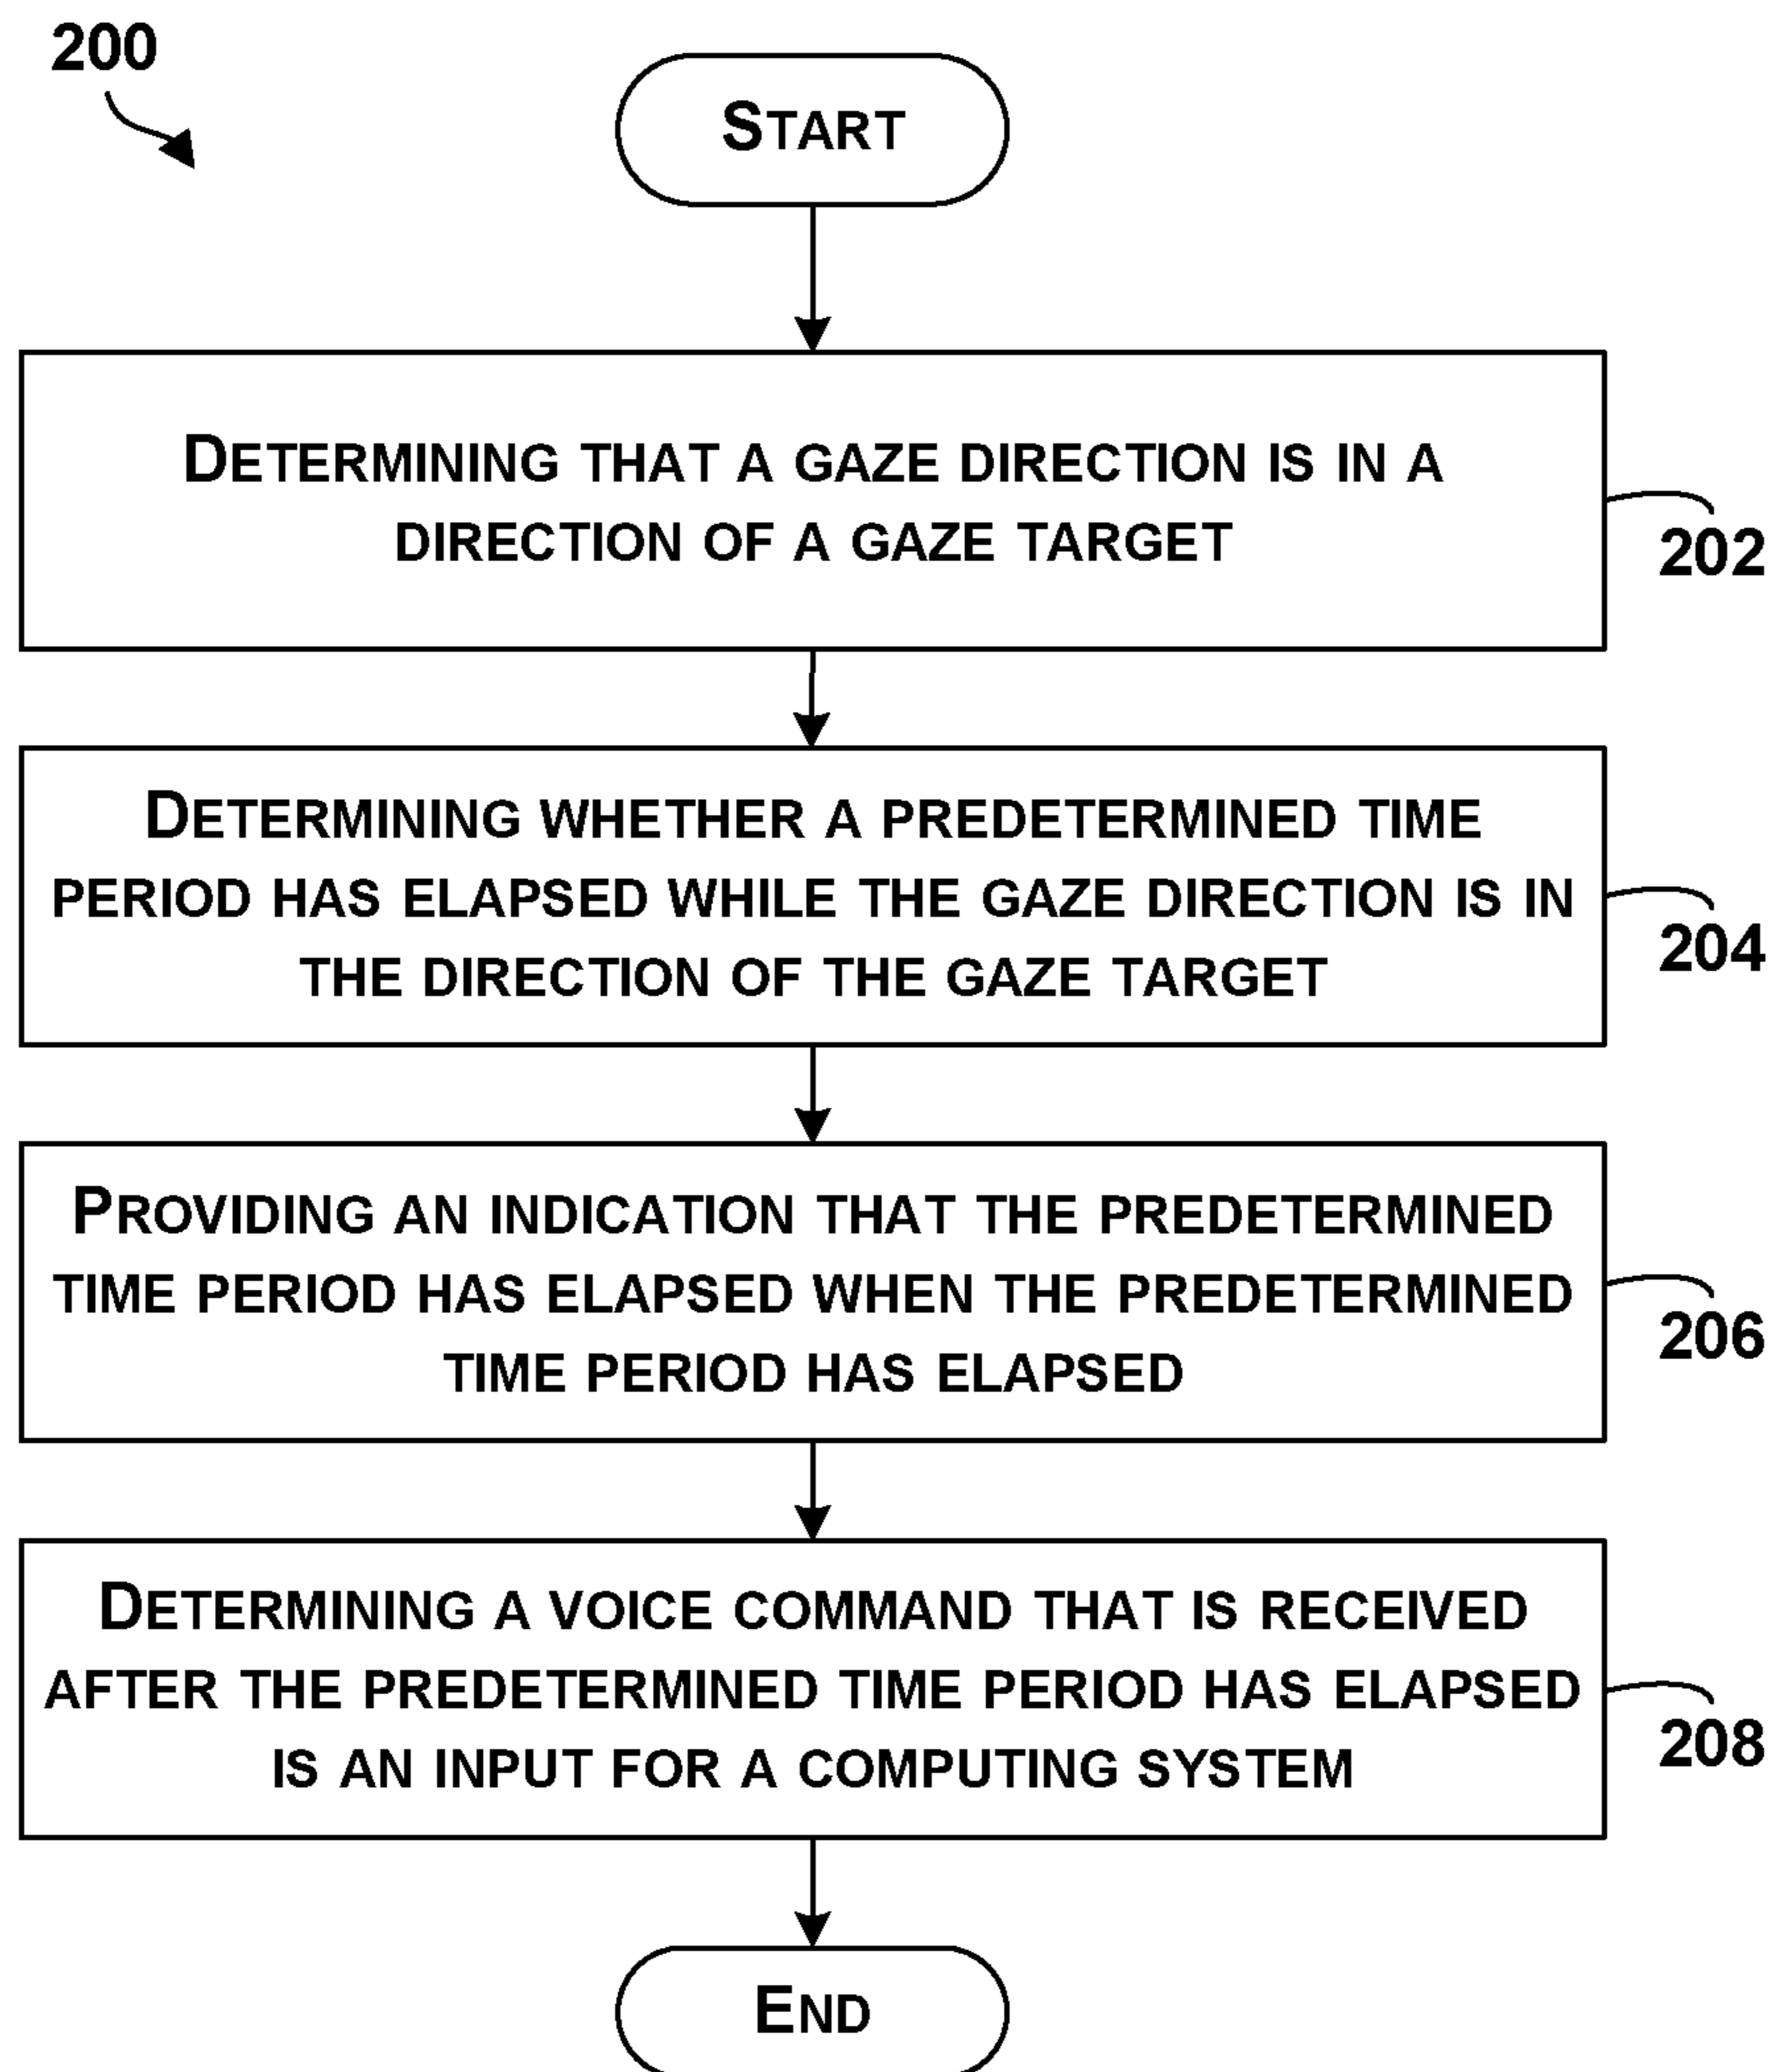 200
START
DETERMINING THAT A GAZE DIRECTION IS IN A
DIRECTION OF A GAZE TARGET
202
DETERMINING WHETHER A PREDETERMINED TIME
PERIOD HAS ELAPSED WHILE THE GAZE DIRECTION IS IN
THE DIRECTION OF THE GAZE TARGET
204
PROVIDING AN INDICATION THAT THE PREDETERMINED
TIME PERIOD HAS ELAPSED WHEN THE PREDETERMINED
TIME PERIOD HAS ELAPSED
206
DETERMINING A VOICE COMMAND THAT IS RECEIVED
AFTER THE PREDETERMINED TIME PERIOD HAS ELAPSED
IS AN INPUT FOR A COMPUTING SYSTEM
208
END